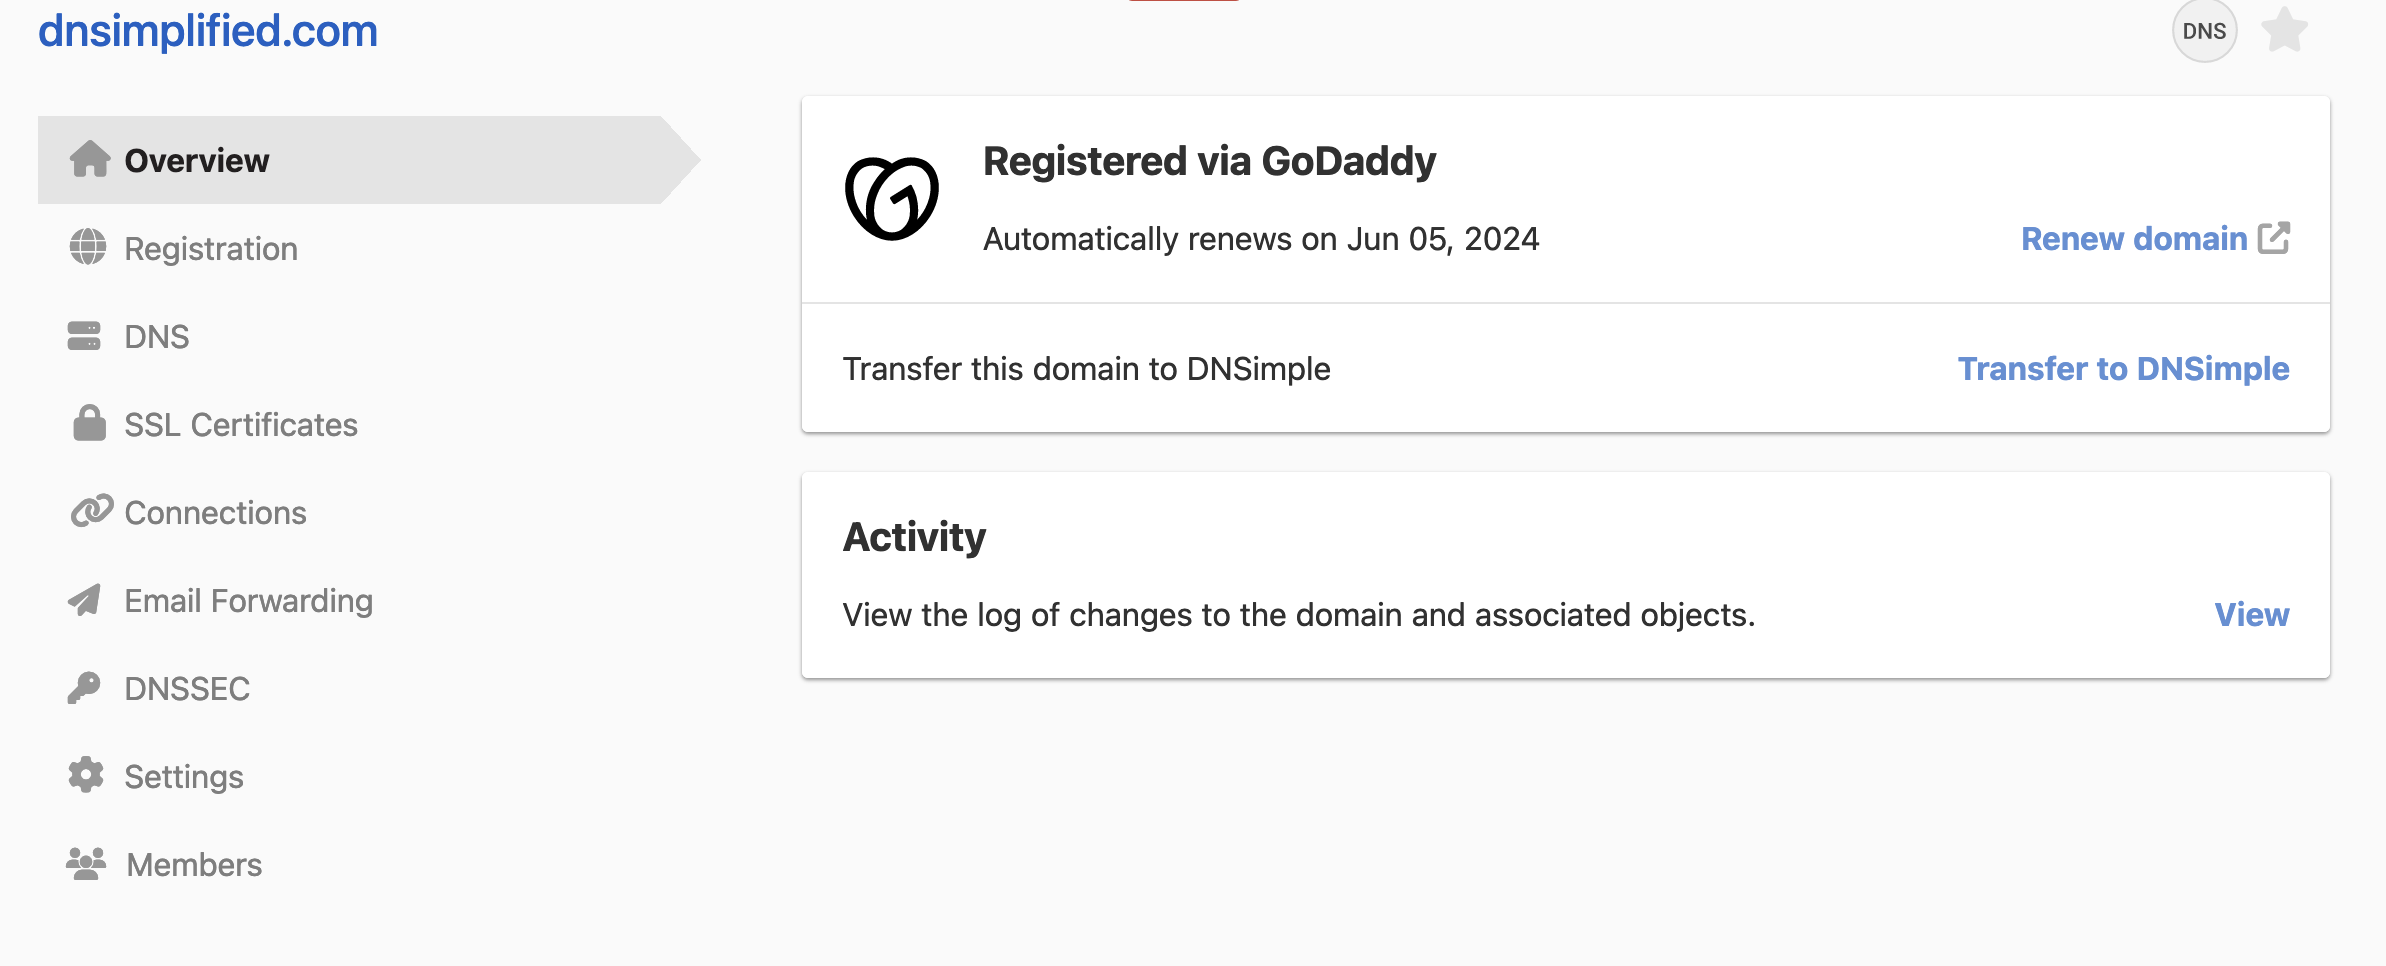 dnsimplified.com
DNS
Overview
Registration
DNS
SSL Certificates
Connections
Email Forwarding
DNSSEC
Settings
Members
Registered via GoDaddy
Automatically renews on Jun 05, 2024
Renew domain
Transfer this domain to DNSimple
Transfer to DNSimple
Activity
View the log of changes to the domain and associated objects.
View